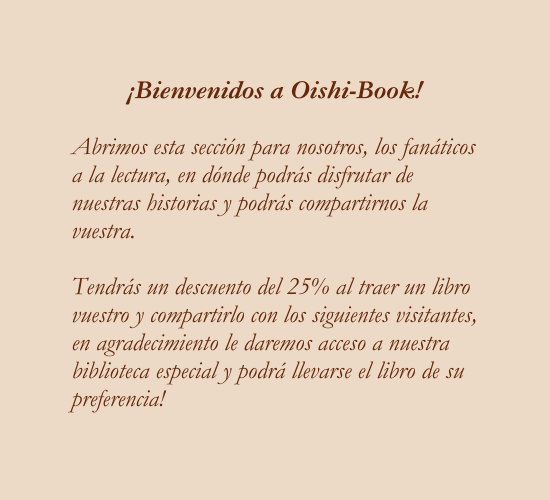 ¡Bienvenidos a Oishi-Book!
Abrimos esta sección para nosotros, los fanáticos
a la lectura, en dónde podrás disfrutar de
nuestras historias y podrás compartirnos la
vuestra.
Tendrás un descuento del 25% al traer un libro
vuestro y compartirlo con los siguientes visitantes,
en agradecimiento le daremos acceso a nuestra
biblioteca especial y podrá llevarse el libro de su
preferencia!